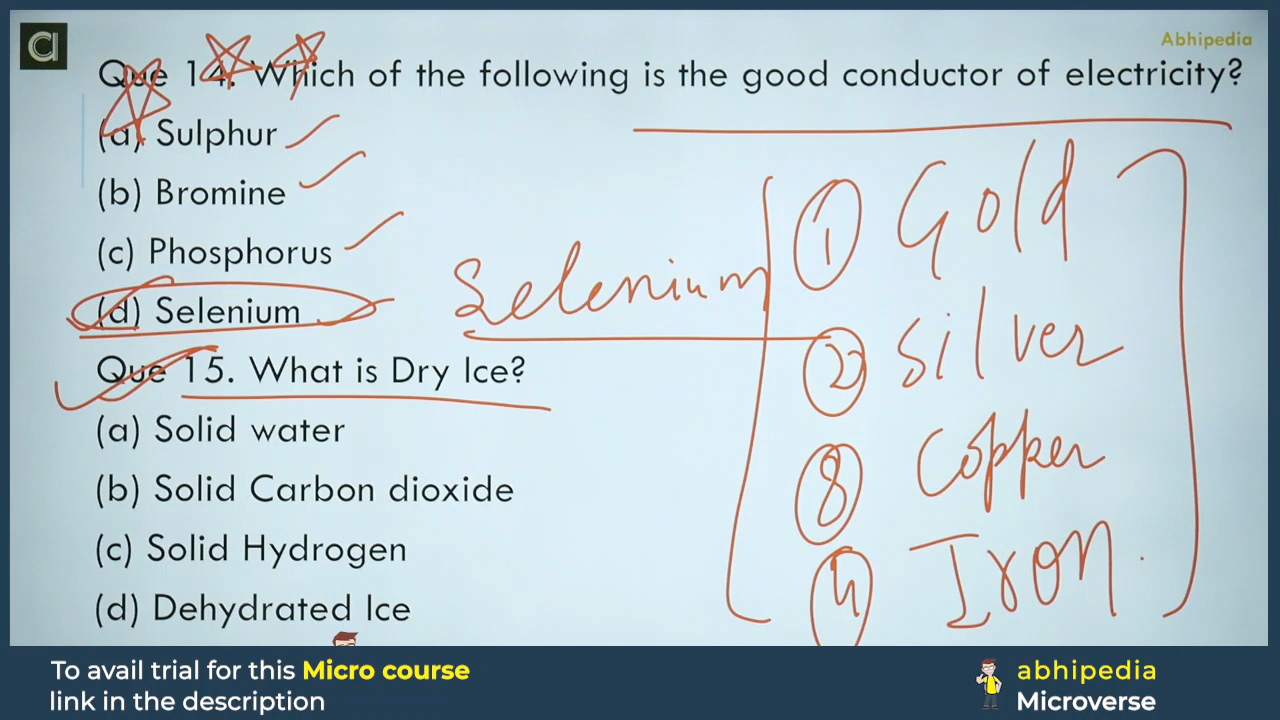 Abhipedia
Que 14. Which of the following is the good conductor of electricity?
(a) Sulphur
(b) Bromine
(c) Phosphorus
(d) Selenium
Selenium
1 Gold
2 Silver
3 Copper
4 Iron
Que 15. What is Dry Ice?
(a) Solid water
(b) Solid Carbon dioxide
(c) Solid Hydrogen
(d) Dehydrated Ice
To avail trial for this Micro course
link in the description
abhipedia
Microverse